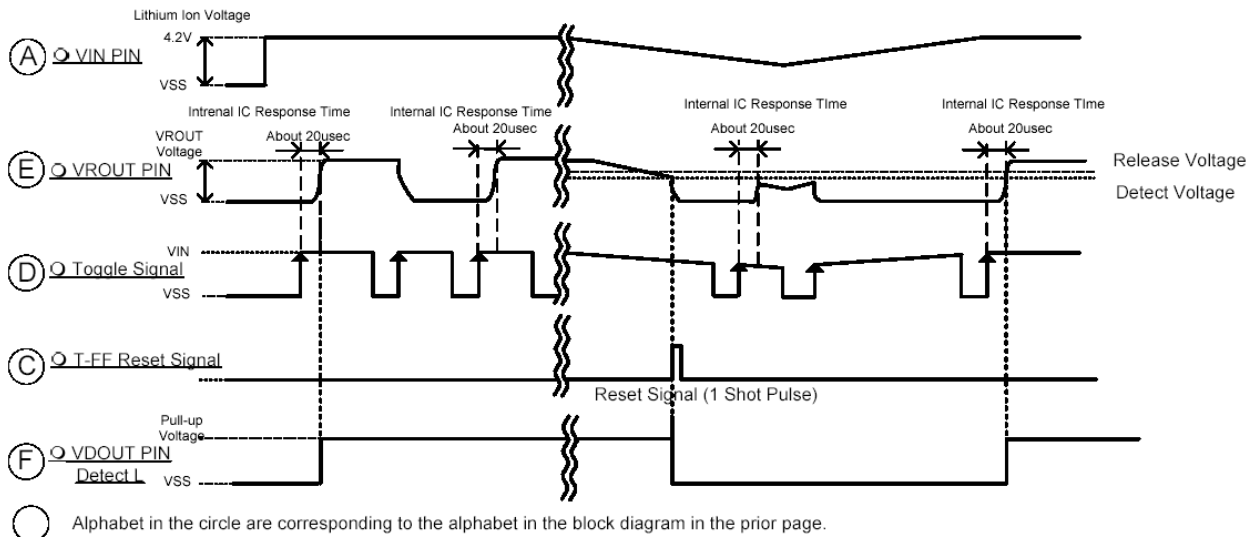 Lithium Ion Voltage
4.2V
A VIN PIN
VSS
Intrenal IC Response Time
Internal IC Response Time
Internal IC Response TIme
Internal IC Response TIme
About 20usec
About 20usec
About 20usec
About 20usec
VROUT
Voltage
E VROUT PIN
VSS
Release Voltage
Detect Voltage
VIN
D Toggle Signal
VSS
C T-FF Reset Signal
Reset Signal (1 Shot Pulse)
Pull-up
Voltage
F VDOUT PIN
Detect L
VSS
Alphabet in the circle are corresponding to the alphabet in the block diagram in the prior page.